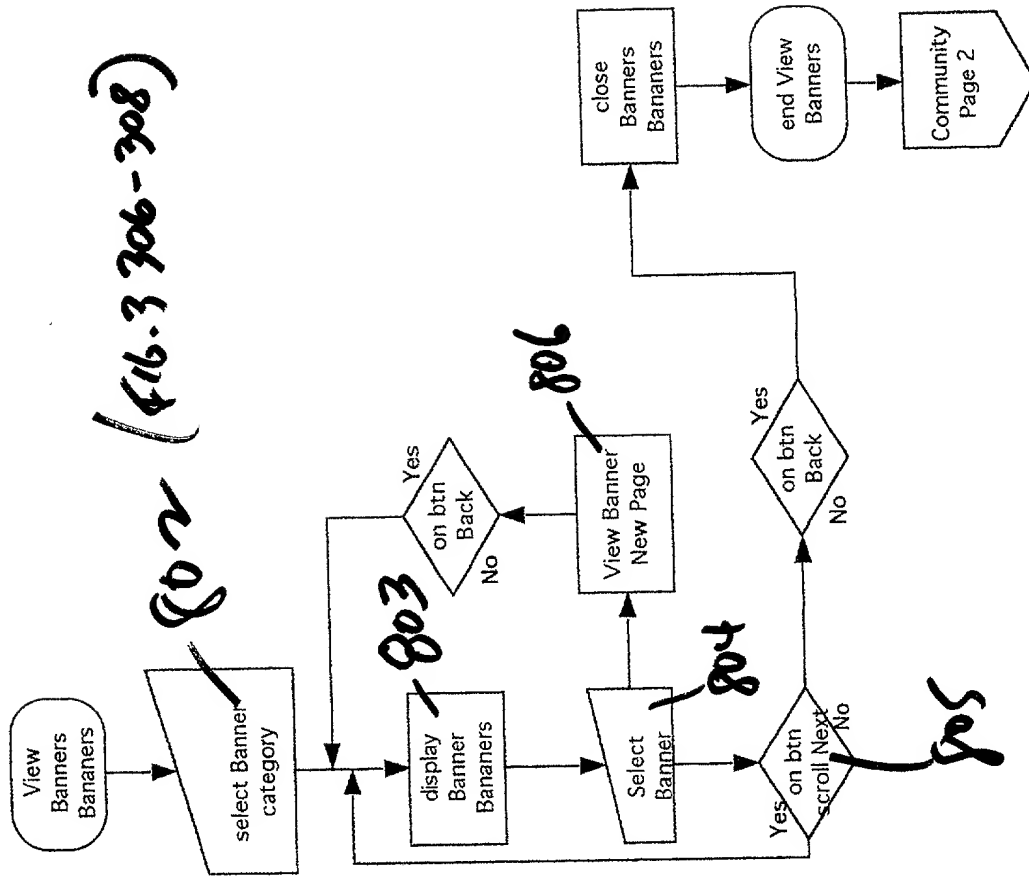 View
Banners
Bananers
select Banner
category
802
(FIG.3 306-308)
display
Banner
Bananers
803
Select
Banner
804
View Banner
New Page
806
on btn
Back
Yes
No
on btn
scroll Next
Yes
No
805
on btn
Back
Yes
No
close
Banners
Bananers
end View
Banners
Community
Page 2